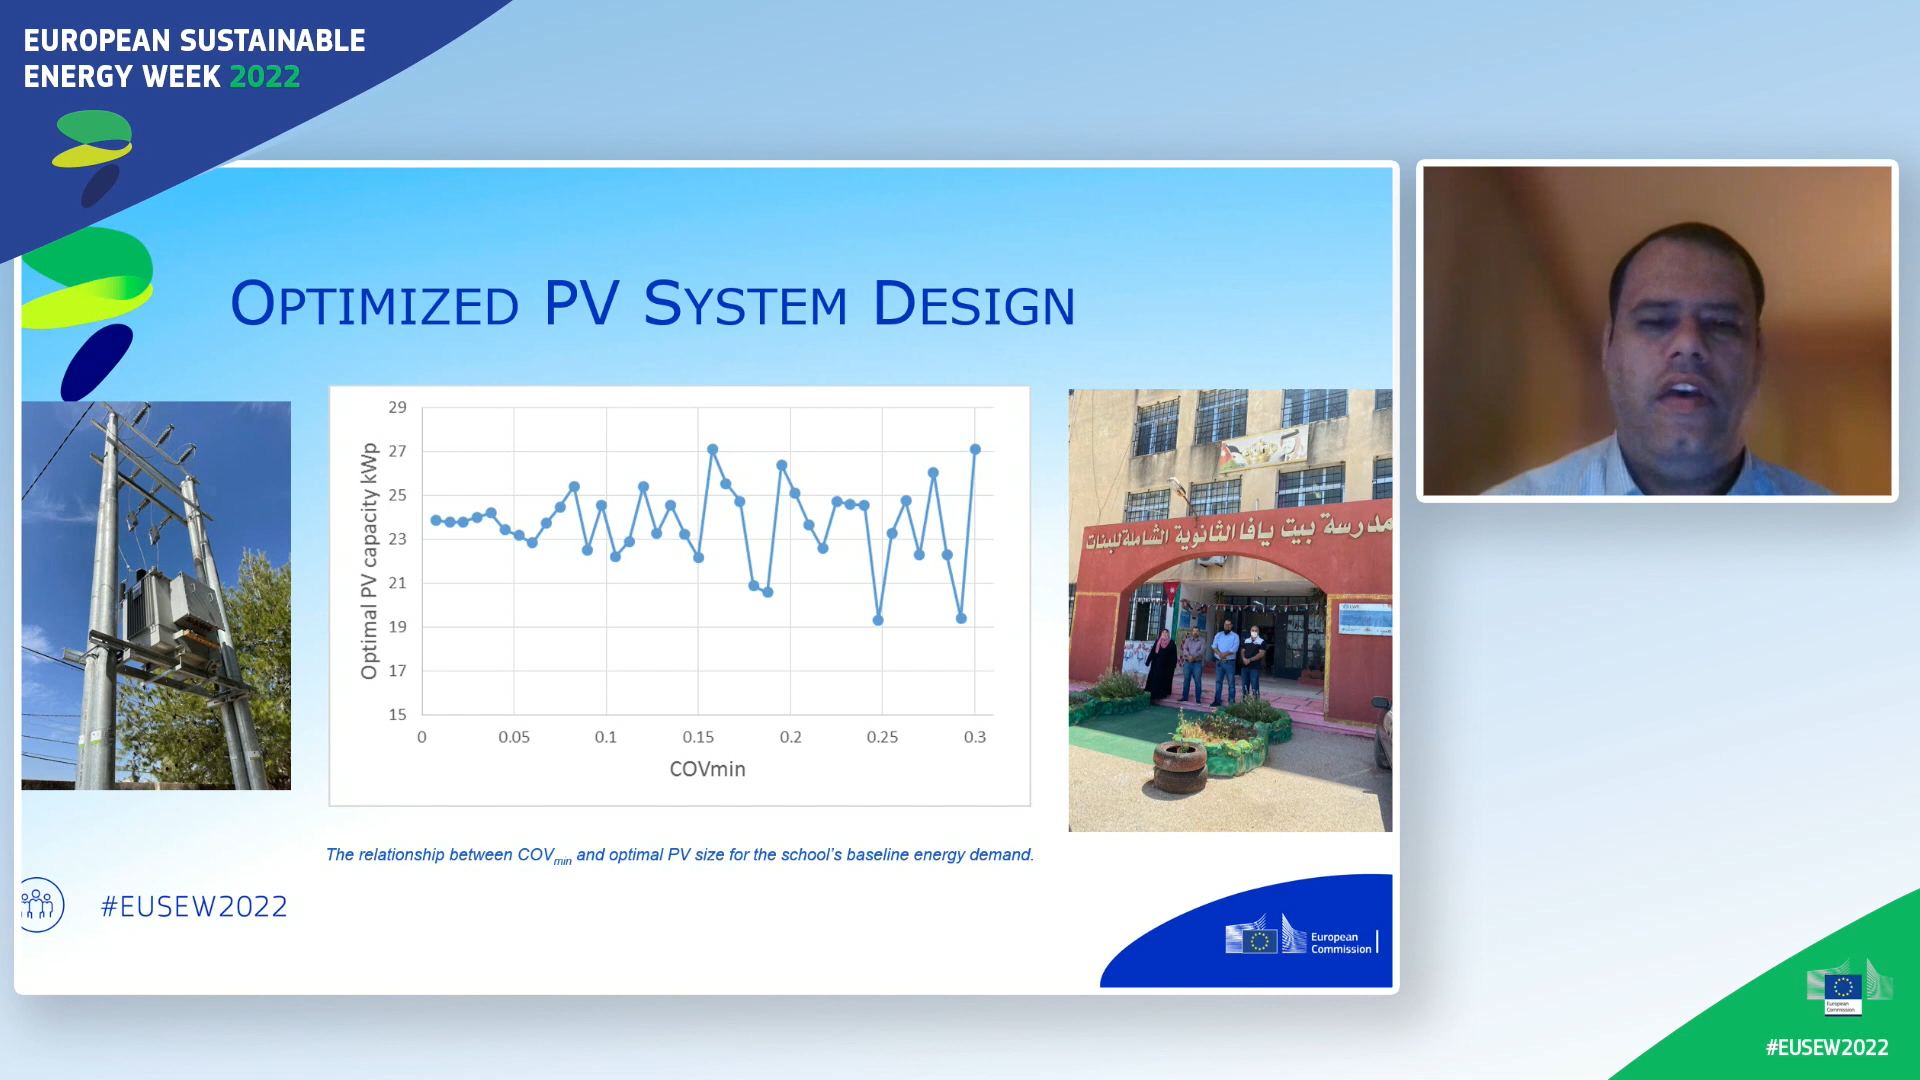 EUROPEAN SUSTAINABLE
ENERGY WEEK 2022
OPTIMIZED PV SYSTEM DESIGN
Optimal PV capacity kWp
29
27
25
23
21
19
17
15
0
0.05
0.1
0.15
0.2
0.25
0.3
COVmin
مدرسة بيت يافا الثانوية الشاملة للبنات
The relationship between COVmin and optimal PV size for the school's baseline energy demand.
#EUSEW2022
European
Commission
European
Commission
#EUSEW2022